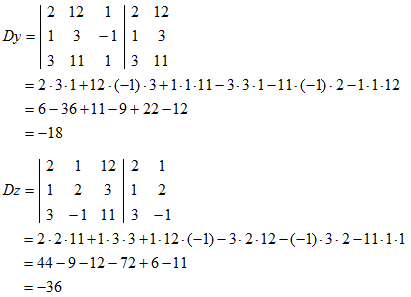 2 12 1 2 12
Dy = 1 3 −1 1 3
3 11 1 3 11
= 2·3·1+12·(−1)·3+1·1·11−3·3·1−11·(−1)·2−1·1·12
= 6−36+11−9+22−12
= −18
2 1 12 2 1
Dz = 1 2 3 1 2
3 −1 11 3 −1
= 2·2·11+1·3·3+1·12·(−1)−3·2·12−(−1)·3·2−11·1·1
= 44−9−12−72+6−11
= −36